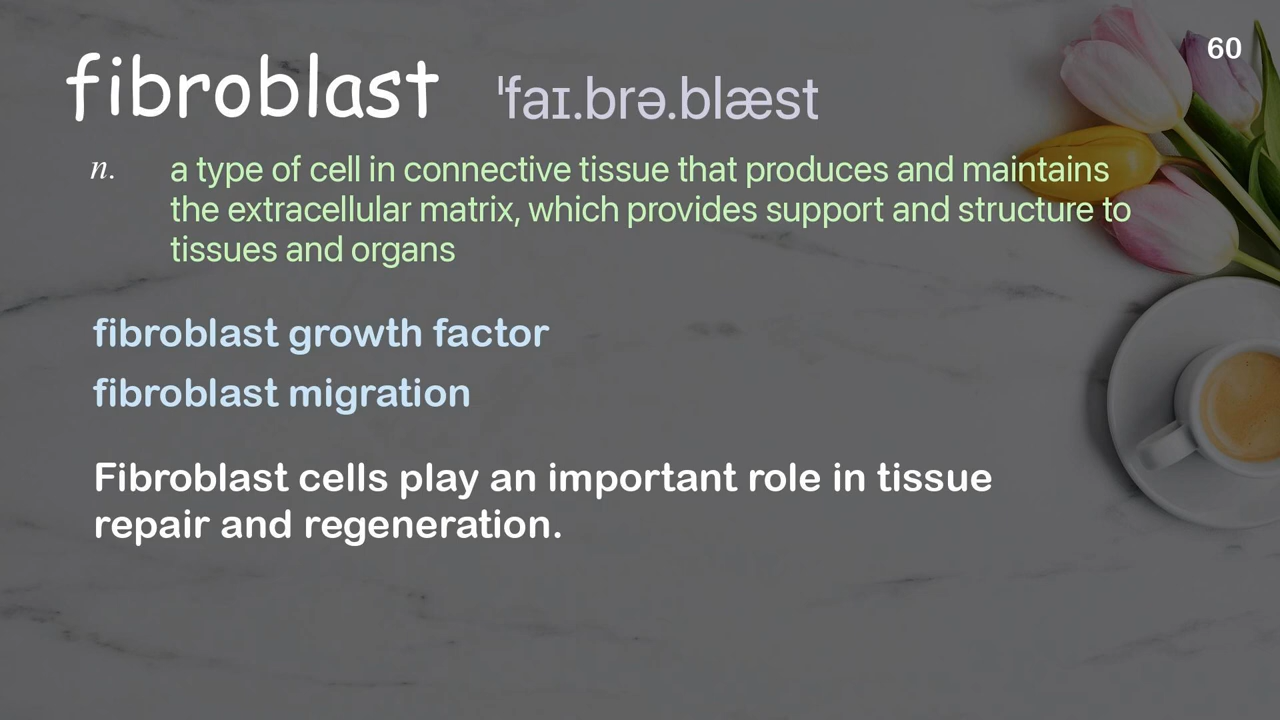 60
fibroblast ˈfaɪ.brə.blæst
n. a type of cell in connective tissue that produces and maintains
the extracellular matrix, which provides support and structure to
tissues and organs
fibroblast growth factor
fibroblast migration
Fibroblast cells play an important role in tissue
repair and regeneration.